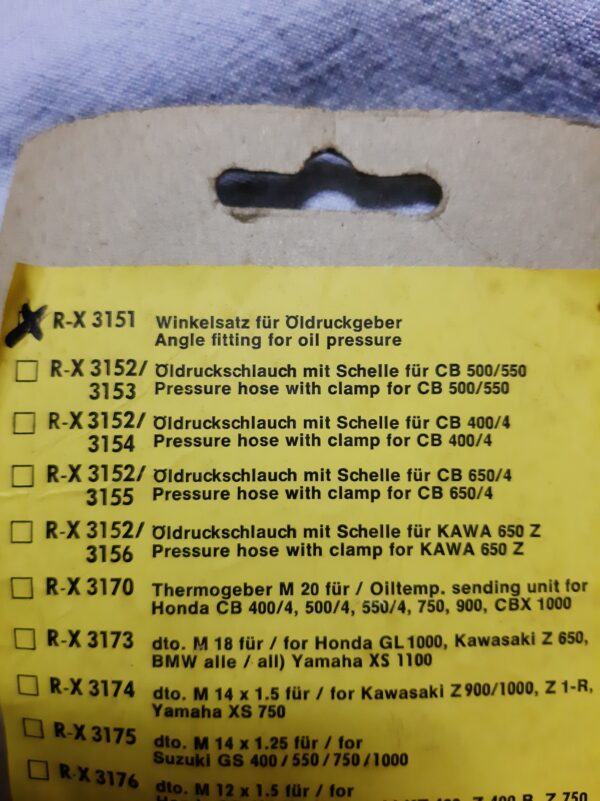 R-X 3151 Winkelsatz für Öldruckgeber
Angle fitting for oil pressure
R-X 3152/ Öldruckschlauch mit Schelle für CB 500/550
3153 Pressure hose with clamp for CB 500/550
R-X 3152/ Öldruckschlauch mit Schelle für CB 400/4
3154 Pressure hose with clamp for CB 400/4
R-X 3152/ Öldruckschlauch mit Schelle für CB 650/4
3155 Pressure hose with clamp for CB 650/4
R-X 3152/ Öldruckschlauch mit Schelle für KAWA 650 Z
3156 Pressure hose with clamp for KAWA 650 Z
R-X 3170 Thermogeber M 20 für / Oiltemp. sending unit for
Honda CB 400/4, 500/4, 550/4, 750, 900, CBX 1000
R-X 3173 dto. M 18 für / for Honda GL 1000, Kawasaki Z 650,
BMW alle / all) Yamaha XS 1100
R-X 3174 dto. M 14 x 1.5 für / for Kawasaki Z 900/1000, Z 1-R,
Yamaha XS 750
R-X 3175 dto. M 14 x 1.25 für / for
Suzuki GS 400/550/750/1000
R-X 3176 dto. M 12 x 1.5 für / for